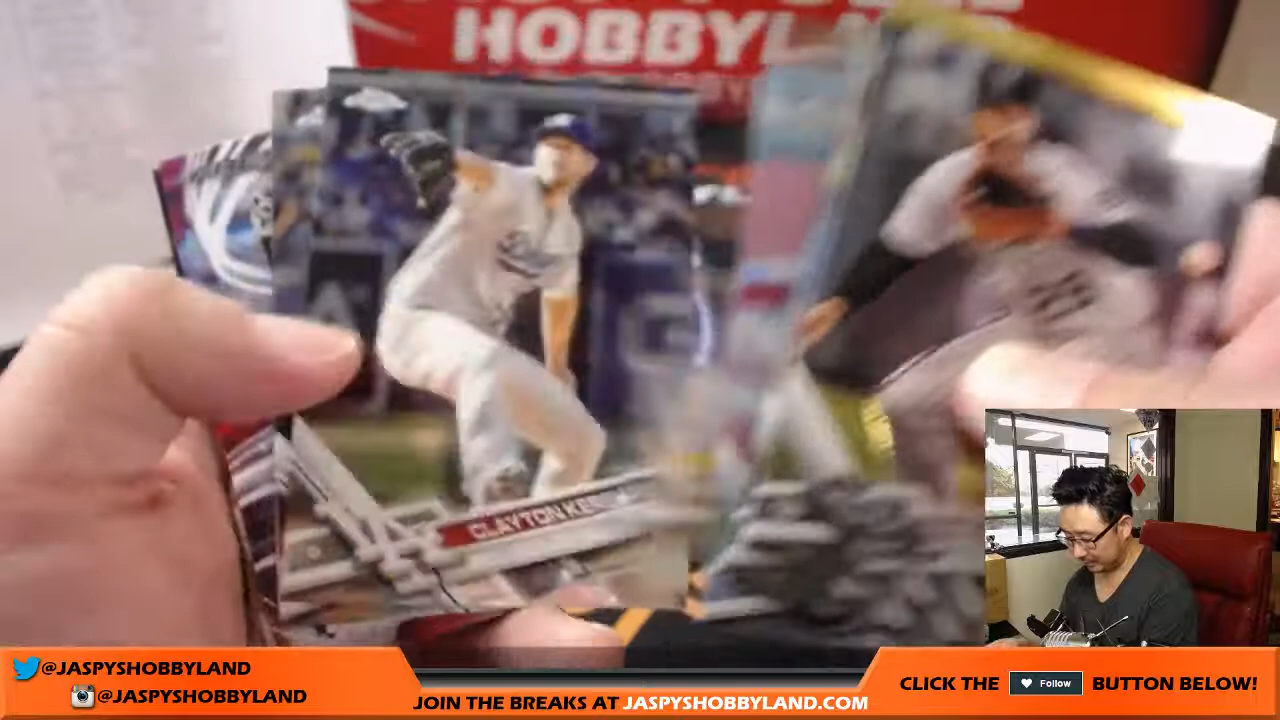 HOBBYL
CLAYTON KE
@JASPYSHOBBYLAND
@JASPYSHOBBYLAND
JOIN THE BREAKS AT JASPYSHOBBYLAND.COM
CLICK THE Follow BUTTON BELOW!